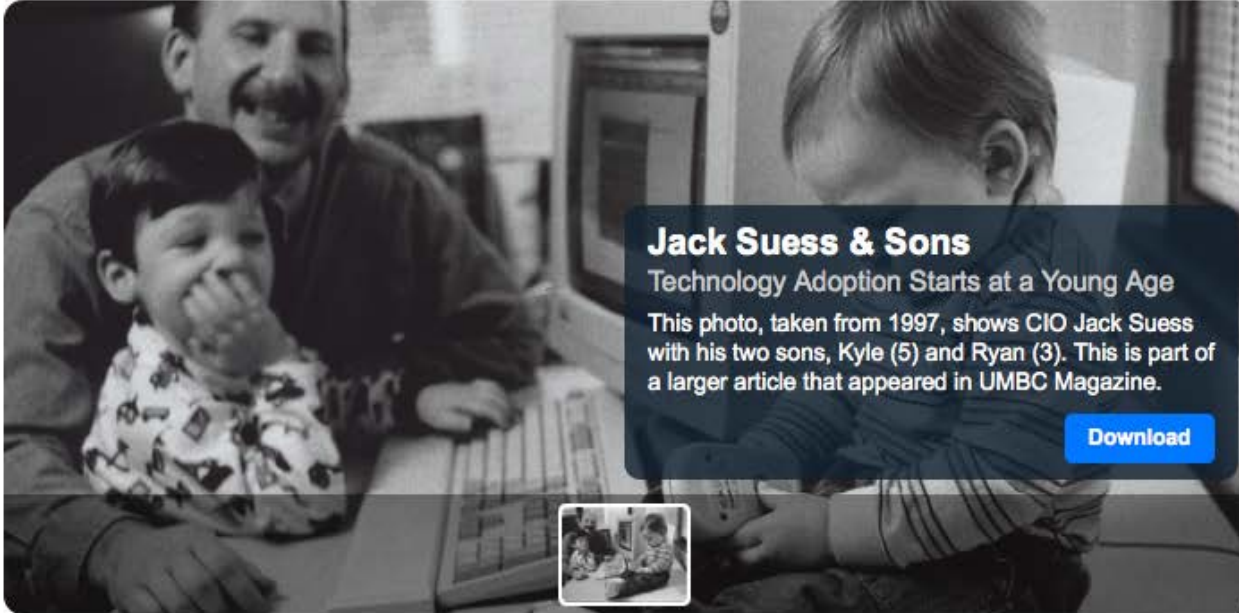 Jack Suess & Sons
Technology Adoption Starts at a Young Age
This photo, taken from 1997, shows CIO Jack Suess
with his two sons, Kyle (5) and Ryan (3). This is part of
a larger article that appeared in UMBC Magazine.
Download